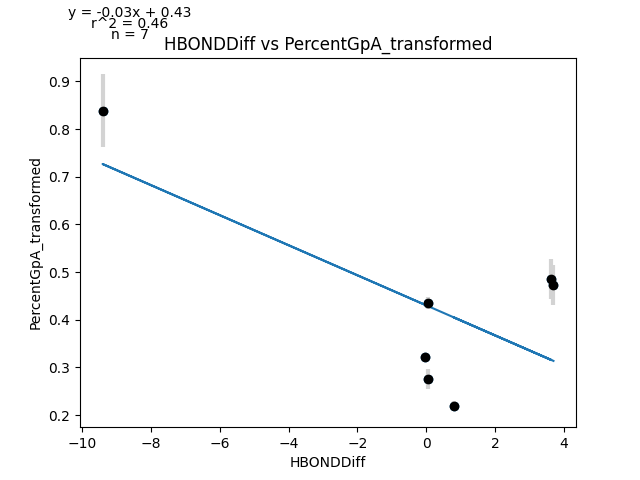 y = -0.03x + 0.43
r^2 = 0.46
n = 7
HBONDDiff vs PercentGpA_transformed
PercentGpA_transformed
0.9
0.8
0.7
0.6
0.5
0.4
0.3
0.2
−10 −8 −6 −4 −2 0 2 4
HBONDDiff